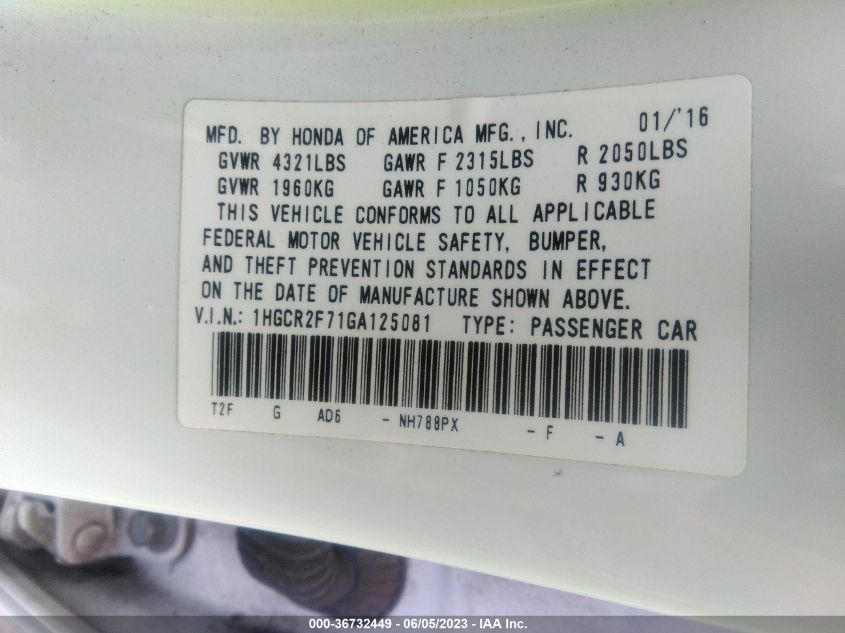 MFD. BY HONDA OF AMERICA MFG., INC. 01/'16
GVWR 4321LBS GAWR F 2315LBS R 2050LBS
GVWR 1960KG GAWR F 1050KG R 930KG
THIS VEHICLE CONFORMS TO ALL APPLICABLE
FEDERAL MOTOR VEHICLE SAFETY, BUMPER,
AND THEFT PREVENTION STANDARDS IN EFFECT
ON THE DATE OF MANUFACTURE SHOWN ABOVE.
V.I.N.: 1HGCR2F71GA125081 TYPE: PASSENGER CAR
T2F G AD6 - NH788PX - F - A
000-36732449 - 06/05/2023 - IAA Inc.